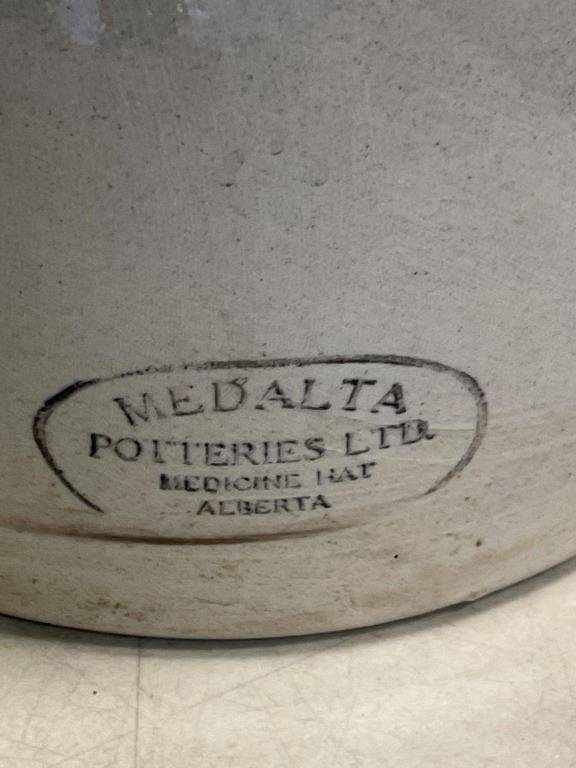 MEDALTA
POTTERIES LTD.
MEDICINE HAT
ALBERTA